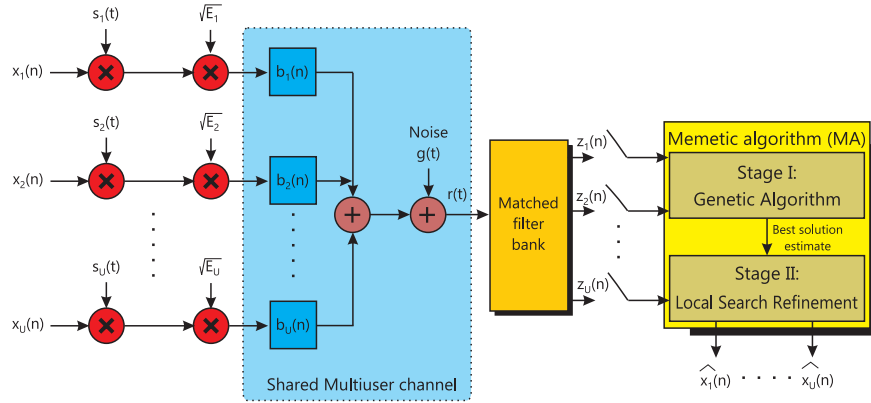 s₁(t)
√E₁
x₁(n)
b₁(n)
s₂(t)
√E₂
x₂(n)
b₂(n)
s_U(t)
√E_U
x_U(n)
b_U(n)
Shared Multiuser channel
Noise
g(t)
r(t)
Matched
filter
bank
z₁(n)
z₂(n)
z_U(n)
Memetic algorithm (MA)
Stage I:
Genetic Algorithm
Best solution
estimate
Stage II:
Local Search Refinement
x̂₁(n)
x̂_U(n)